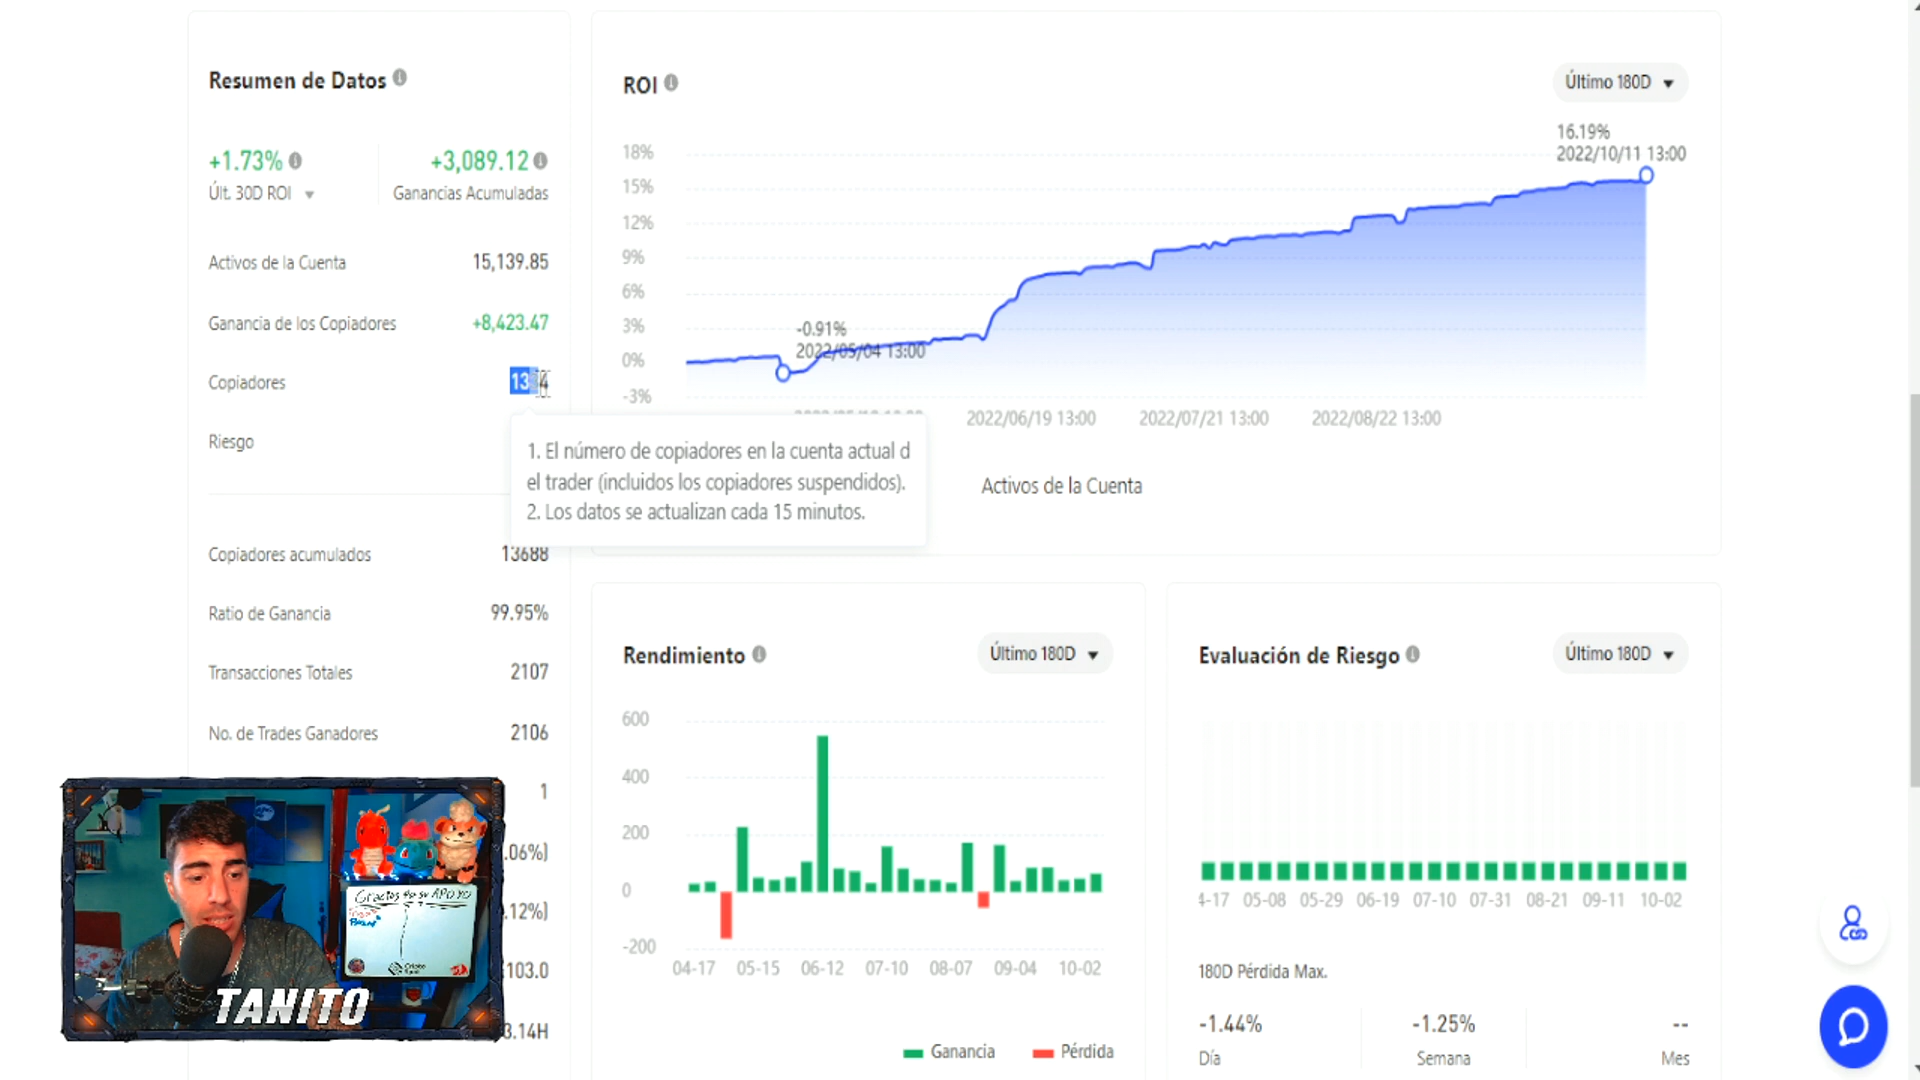 Resumen de Datos
+1.73%
Últ. 30D ROI
+3,089.12
Ganancias Acumuladas
Activos de la Cuenta 15,139.85
Ganancia de los Copiadores +8,423.47
Copiadores
Riesgo
1. El número de copiadores en la cuenta actual d
el trader (incluidos los copiadores suspendidos).
2. Los datos se actualizan cada 15 minutos.
Copiadores acumulados 13688
Ratio de Ganancia 99.95%
Transacciones Totales 2107
No. de Trades Ganadores 2106
1
.06%)
.12%)
103.0
3.14H
ROI
Último 180D
16.19%
2022/10/11 13:00
18%
15%
12%
9%
6%
3%
0%
-3%
-0.91%
2022/05/04 13:00
2022/06/19 13:00 2022/07/21 13:00 2022/08/22 13:00
Activos de la Cuenta
Rendimiento
Último 180D
600
400
200
0
-200
04-17 05-15 06-12 07-10 08-07 09-04 10-02
Ganancia Pérdida
Evaluación de Riesgo
Último 180D
4-17 05-08 05-29 06-19 07-10 07-31 08-21 09-11 10-02
180D Pérdida Max.
-1.44% -1.25% --
Día Semana Mes
Gracias por su APOYO
TANITO